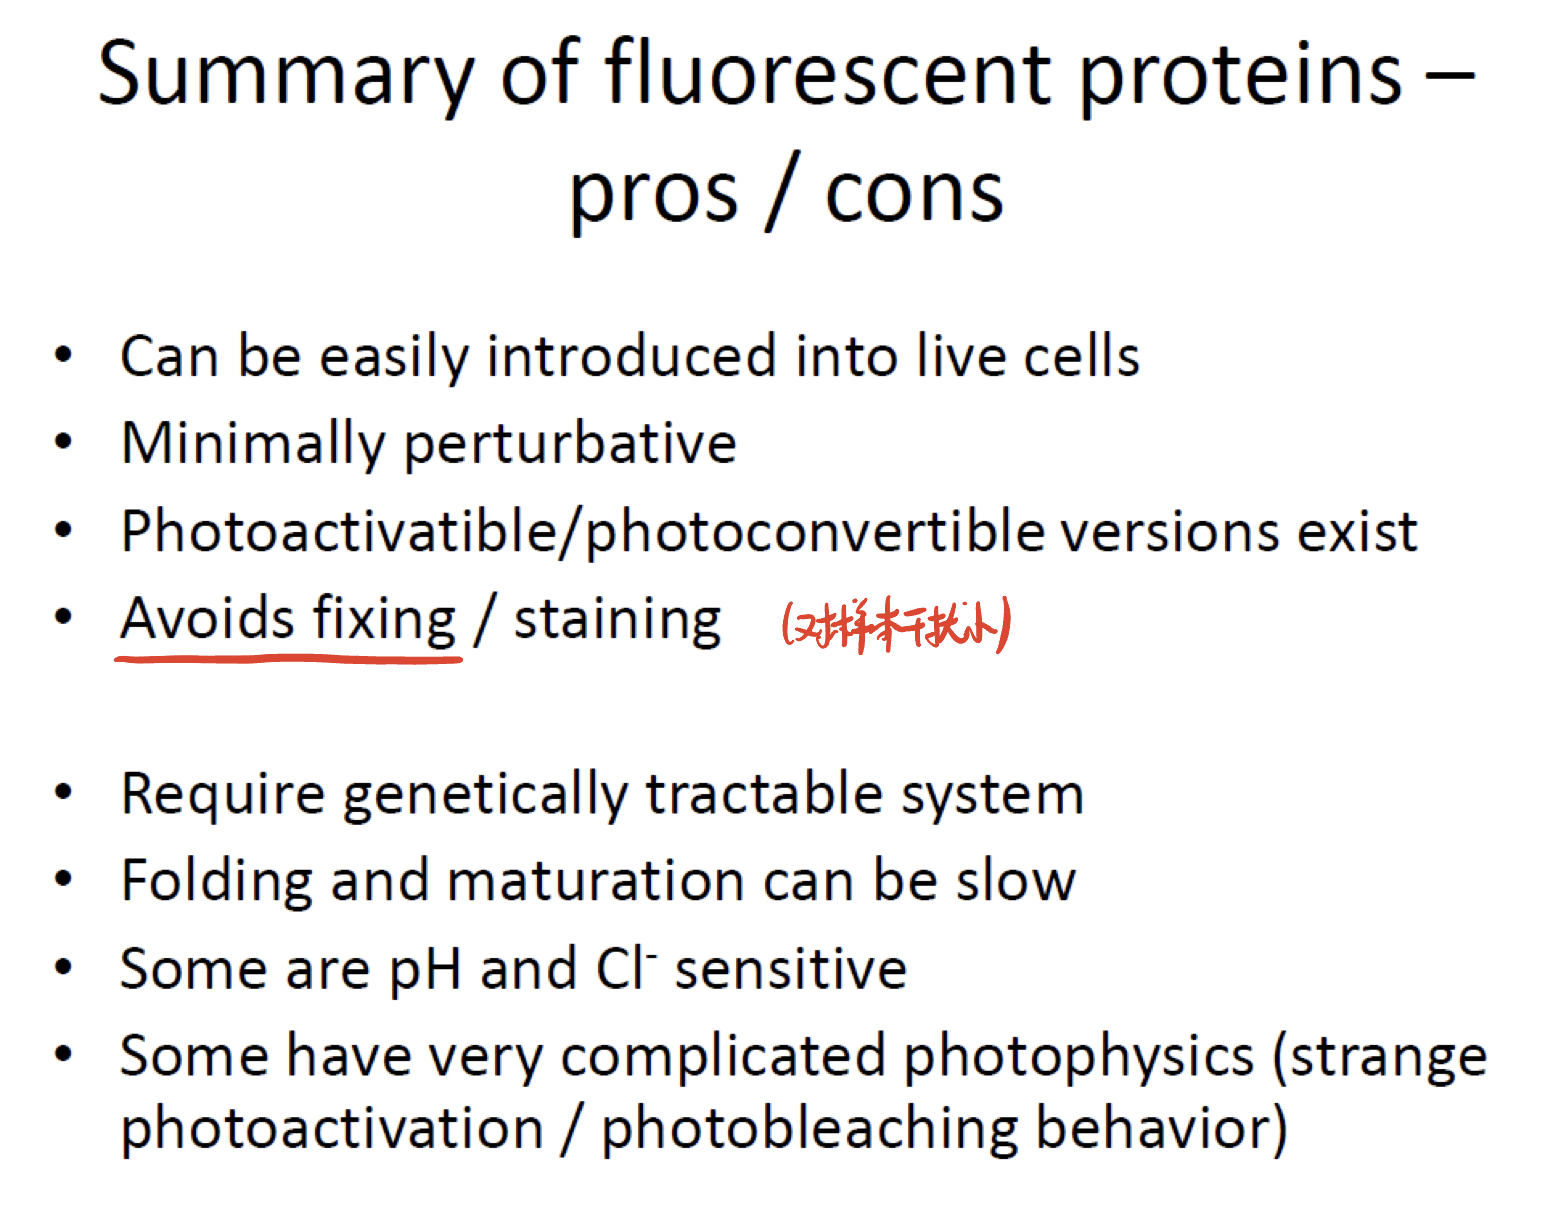 Summary of fluorescent proteins –
pros / cons
• Can be easily introduced into live cells
• Minimally perturbative
• Photoactivatible/photoconvertible versions exist
• Avoids fixing / staining (对样本干扰小)
• Require genetically tractable system
• Folding and maturation can be slow
• Some are pH and Cl⁻ sensitive
• Some have very complicated photophysics (strange
photoactivation / photobleaching behavior)